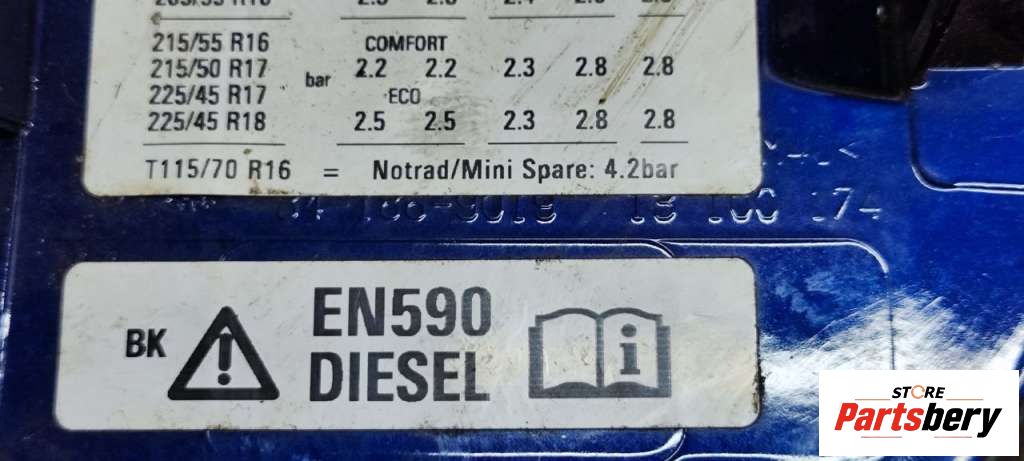 215/55 R16 COMFORT
215/50 R17 bar 2.2 2.2 2.3 2.8 2.8
225/45 R17 ECO
225/45 R18 2.5 2.5 2.3 2.8 2.8
T115/70 R16 = Notrad/Mini Spare: 4.2bar
174
BK EN590
DIESEL
i
STORE
Partsbery